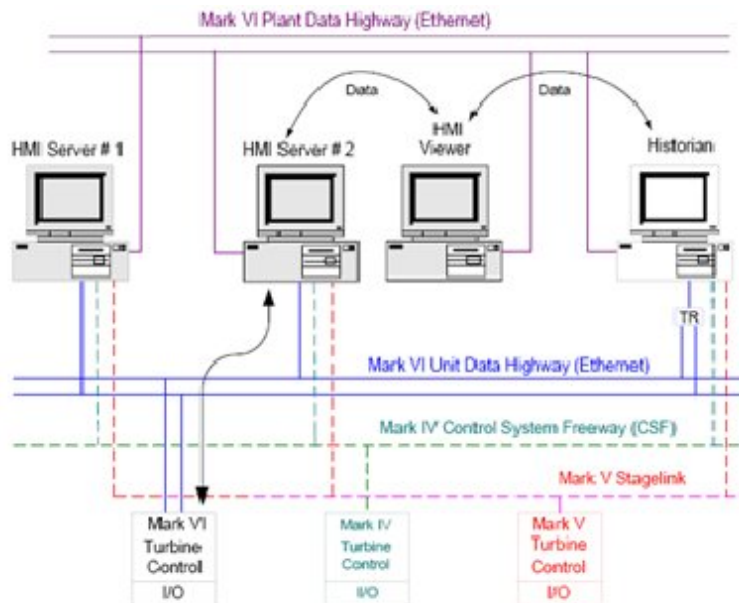 Mark VI Plant Data Highway (Ethernet)
Data
Data
HMI Server # 1
HMI Server # 2
HMI
Viewer
Historian
TR
Mark VI Unit Data Highway (Ethernet)
Mark IV Control System Freeway (CSF)
Mark V Stagelink
Mark VI
Turbine
Control
I/O
Mark IV
Turbine
Control
I/O
Mark V
Turbine
Control
I/O